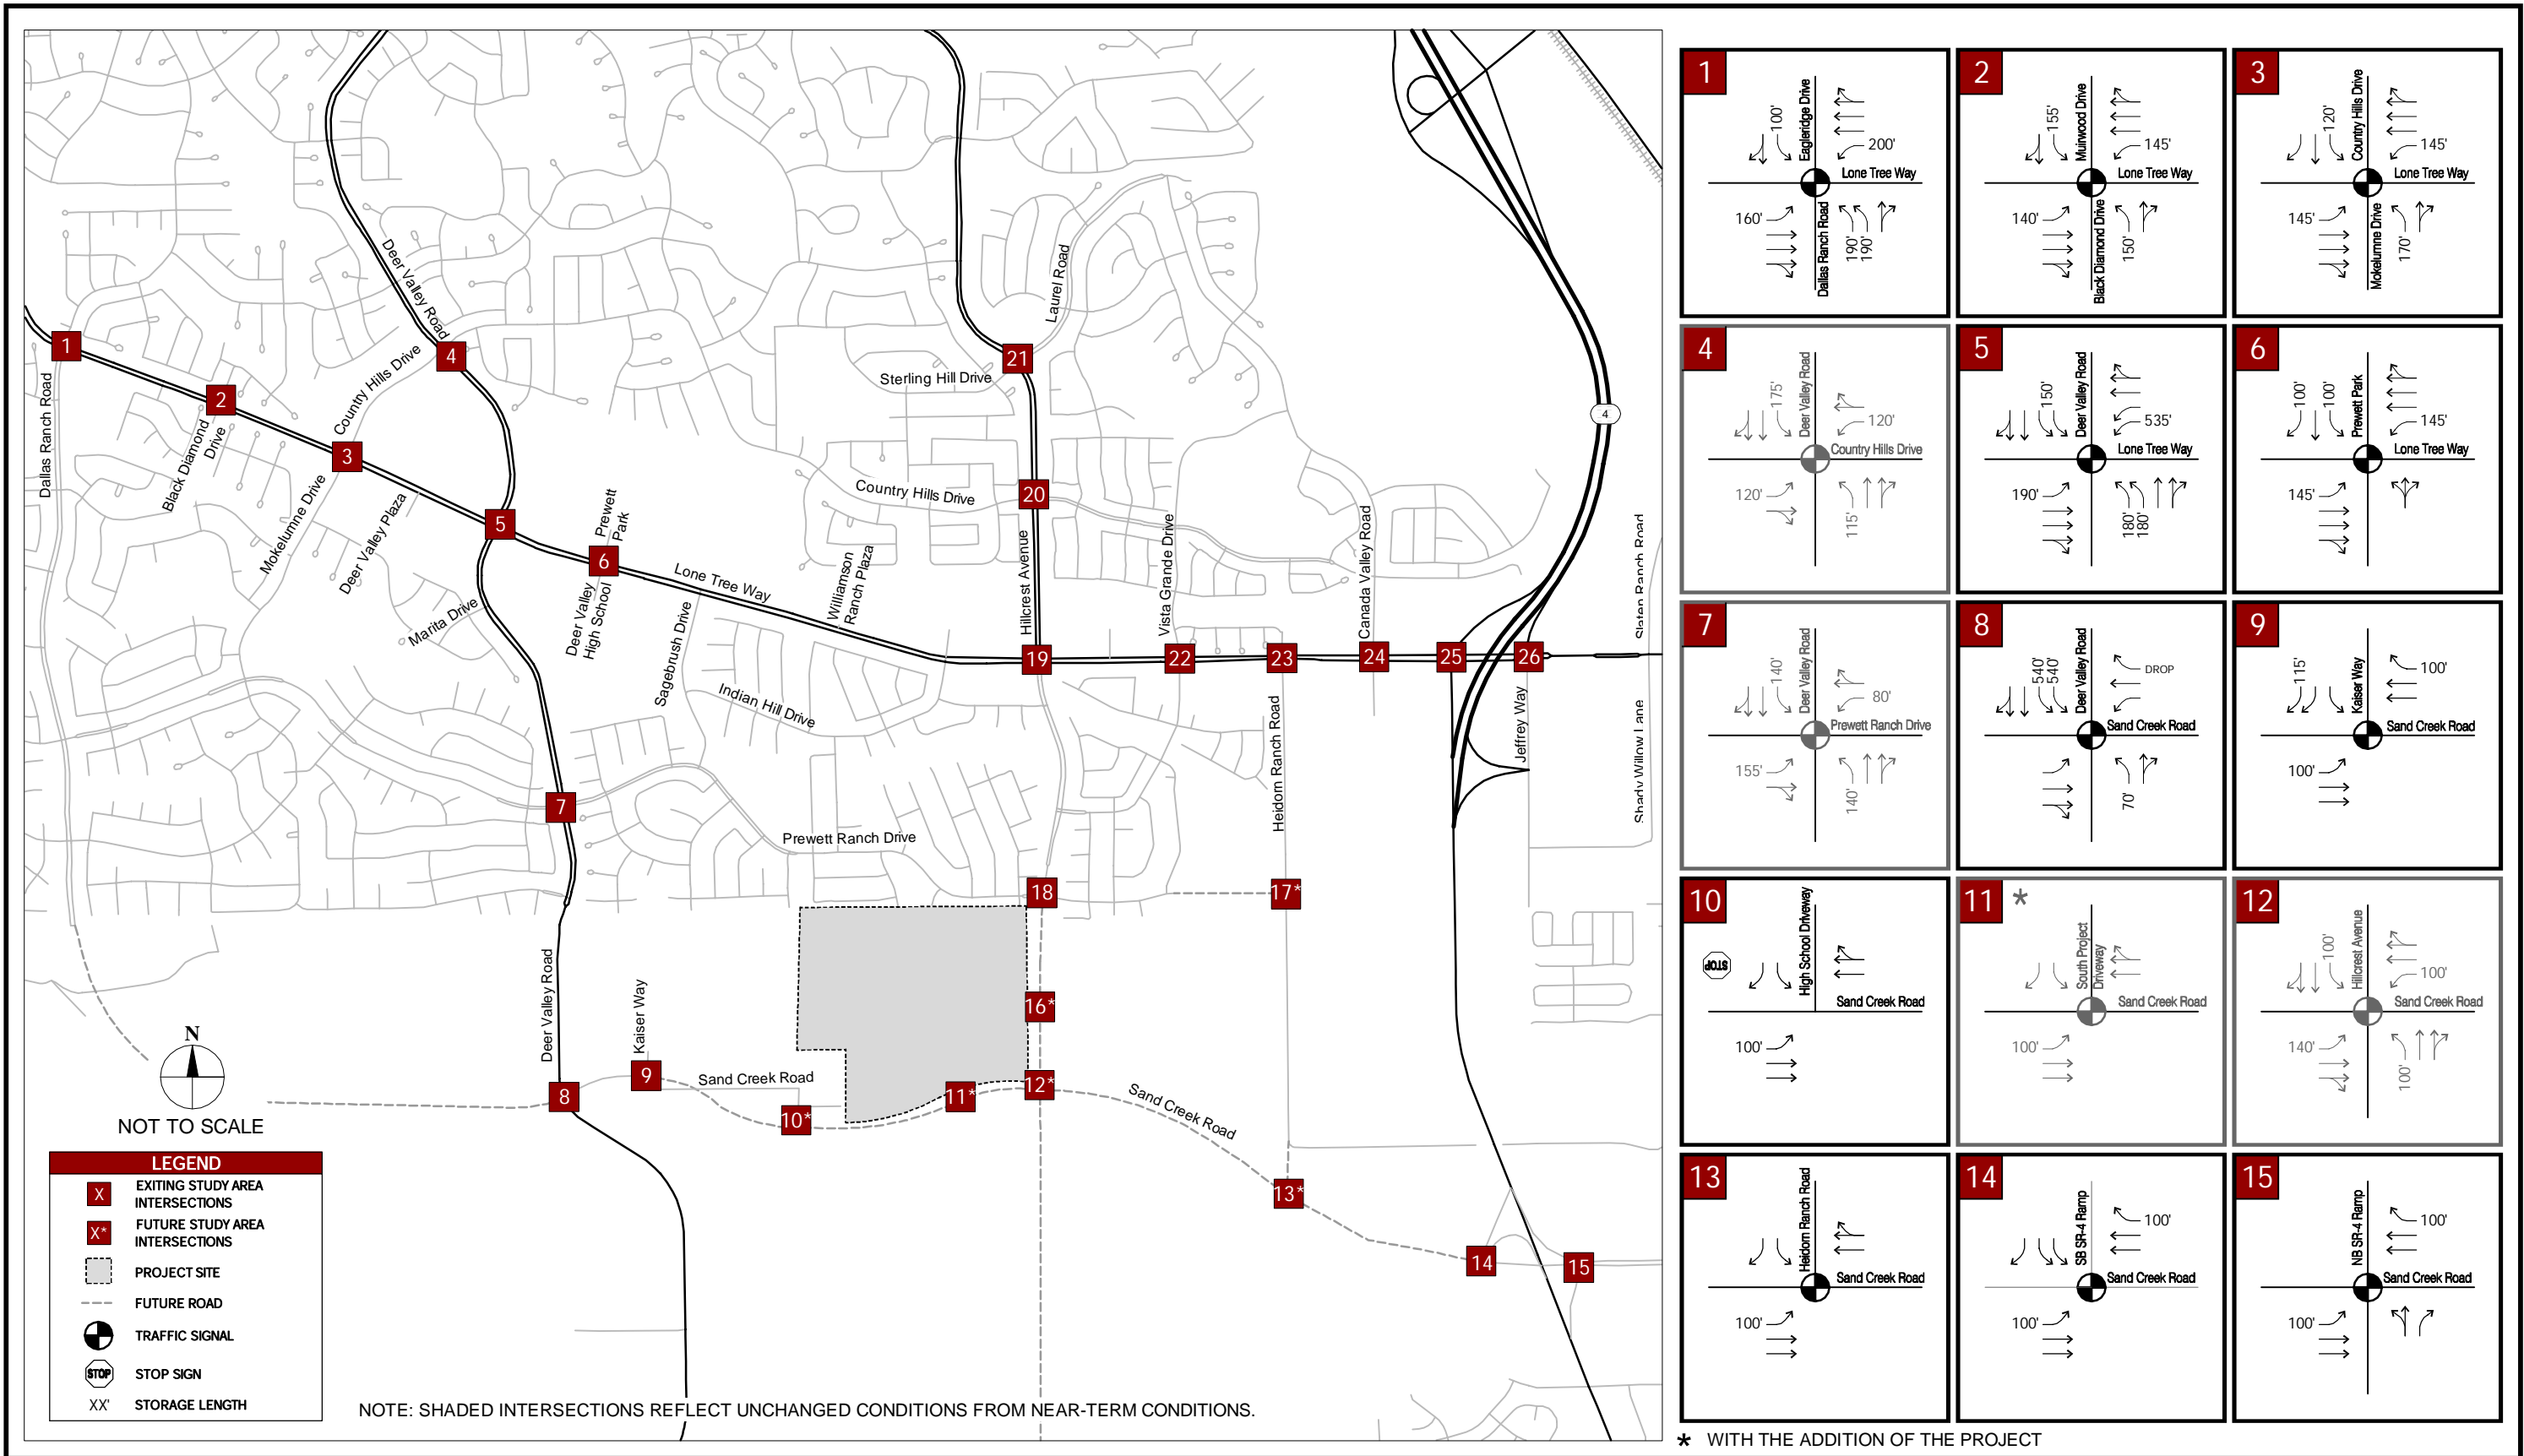 Deer Valley Road
Laurel Road
Sterling Hill Drive
Country Hills Drive
Dallas Ranch Road
Black Diamond
Drive
Mokelumne Drive
Deer Valley Plaza
Marita Drive
Prewett
Park
Deer Valley
High School
Lone Tree Way
Sagebrush Drive
Indian Hill Drive
Williamson
Ranch Plaza
Country Hills Drive
Hillcrest Avenue
Vista Grande Drive
Canada Valley Road
Heidorn Ranch Road
Jeffrey Way
Slaten Ranch Road
Shady Willow Lane
Prewett Ranch Drive
Deer Valley Road
Kaiser Way
Sand Creek Road
Sand Creek Road
4
1
2
3
4
5
6
7
8
9
10*
11*
12*
13*
14
15
16*
17*
18
19
20
21
22
23
24
25
26
N
NOT TO SCALE
LEGEND
X EXITING STUDY AREA
INTERSECTIONS
X* FUTURE STUDY AREA
INTERSECTIONS
PROJECT SITE
FUTURE ROAD
TRAFFIC SIGNAL
STOP STOP SIGN
XX' STORAGE LENGTH
NOTE: SHADED INTERSECTIONS REFLECT UNCHANGED CONDITIONS FROM NEAR-TERM CONDITIONS.
1
100'
Eagleridge Drive
200'
Lone Tree Way
160'
Dallas Ranch Road
190'
190'
2
155'
Muirwood Drive
145'
Lone Tree Way
140'
Black Diamond Drive
150'
3
120'
Country Hills Drive
145'
Lone Tree Way
145'
Mokelumne Drive
170'
4
175'
Deer Valley Road
120'
Country Hills Drive
120'
115'
5
150'
Deer Valley Road
535'
Lone Tree Way
190'
180'
180'
6
100'
100'
Prewett Park
145'
Lone Tree Way
145'
7
140'
Deer Valley Road
80'
Prewett Ranch Drive
155'
140'
8
540'
540'
Deer Valley Road
DROP
Sand Creek Road
70'
9
115'
Kaiser Way
100'
Sand Creek Road
100'
10
STOP
High School Driveway
Sand Creek Road
100'
11 *
South Project
Driveway
Sand Creek Road
100'
12
100'
Hillcrest Avenue
100'
Sand Creek Road
140'
100'
13
Heidorn Ranch Road
Sand Creek Road
100'
14
SB SR-4 Ramp
100'
Sand Creek Road
100'
15
NB SR-4 Ramp
100'
Sand Creek Road
100'
* WITH THE ADDITION OF THE PROJECT